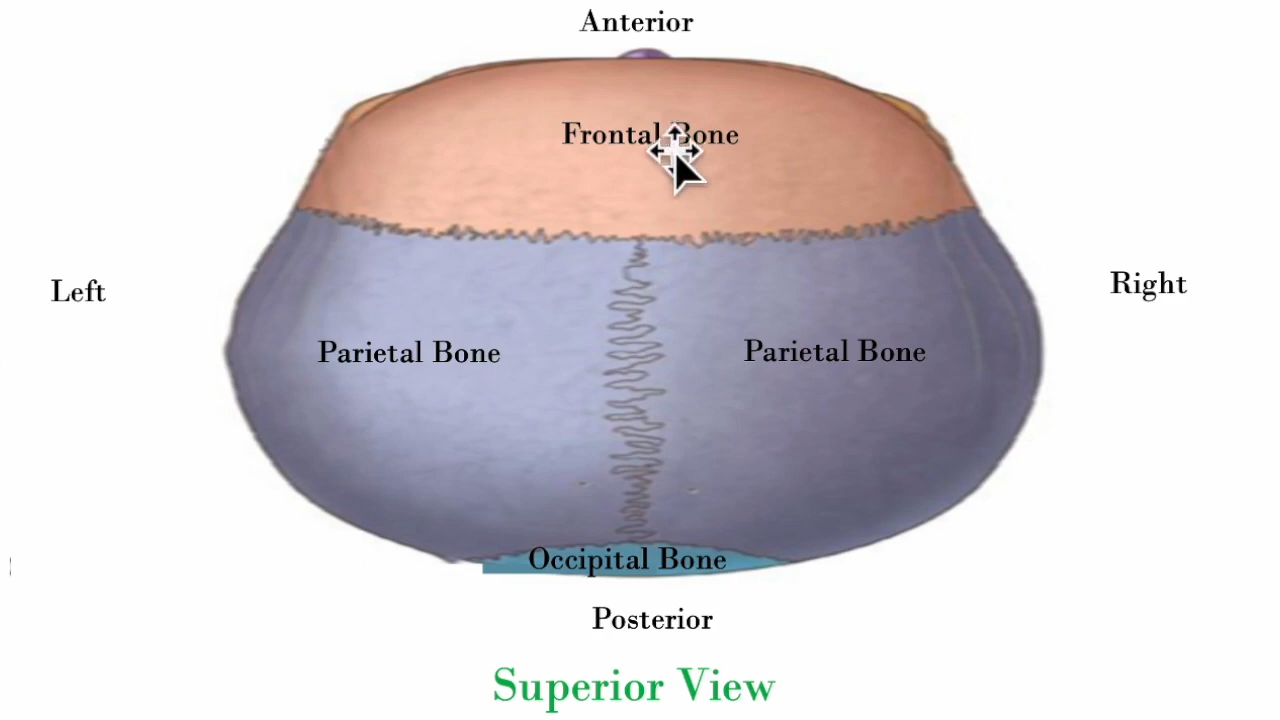 Anterior
Frontal Bone
Left
Right
Parietal Bone
Parietal Bone
Occipital Bone
Posterior
Superior View